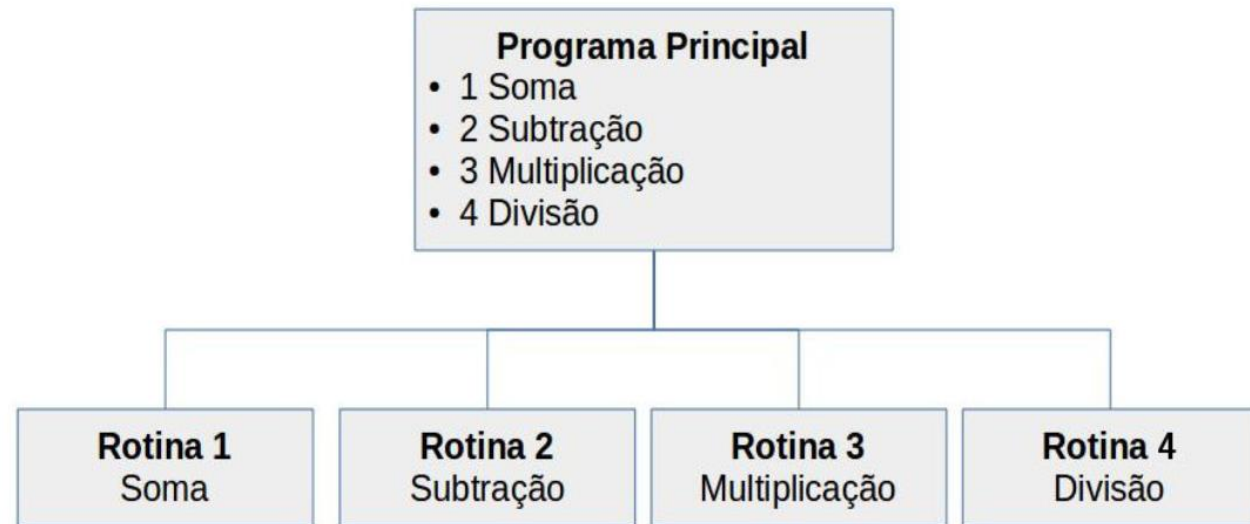 Programa Principal
• 1 Soma
• 2 Subtração
• 3 Multiplicação
• 4 Divisão
Rotina 1
Soma
Rotina 2
Subtração
Rotina 3
Multiplicação
Rotina 4
Divisão